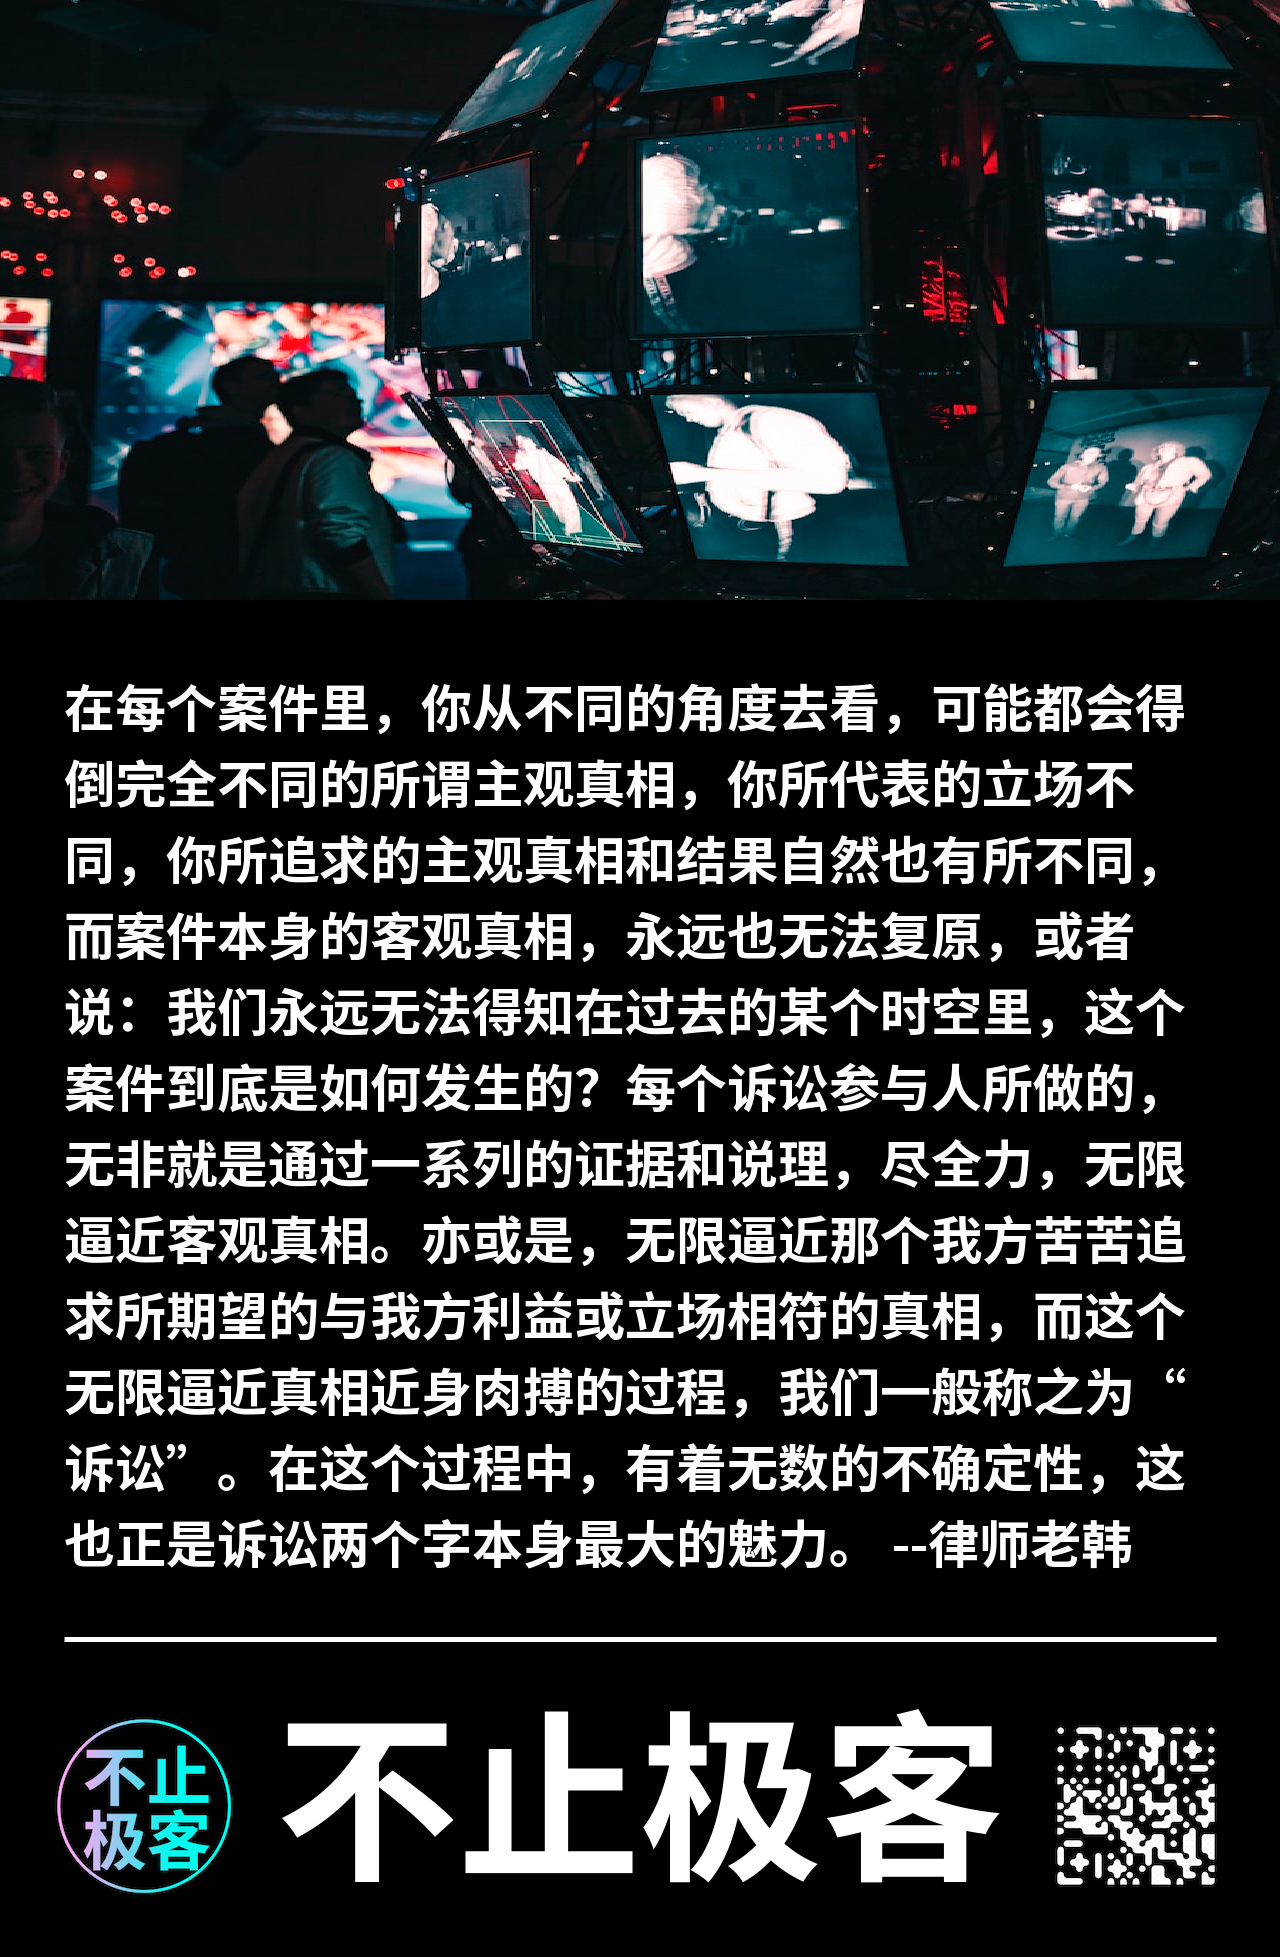 在每个案件里，你从不同的角度去看，可能都会得
倒完全不同的所谓主观真相，你所代表的立场不
同，你所追求的主观真相和结果自然也有所不同，
而案件本身的客观真相，永远也无法复原，或者
说：我们永远无法得知在过去的某个时空里，这个
案件到底是如何发生的？每个诉讼参与人所做的，
无非就是通过一系列的证据和说理，尽全力，无限
逼近客观真相。亦或是，无限逼近那个我方苦苦追
求所期望的与我方利益或立场相符的真相，而这个
无限逼近真相近身肉搏的过程，我们一般称之为“
诉讼”。在这个过程中，有着无数的不确定性，这
也正是诉讼两个字本身最大的魅力。 --律师老韩
不止
极客
不止极客